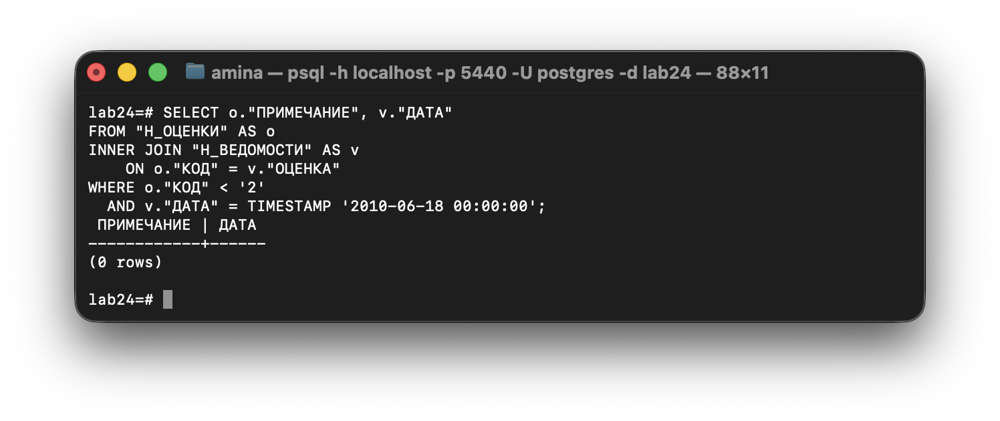 amina — psql -h localhost -p 5440 -U postgres -d lab24 — 88×11
lab24=# SELECT o."ПРИМЕЧАНИЕ", v."ДАТА"
FROM "Н_ОЦЕНКИ" AS o
INNER JOIN "Н_ВЕДОМОСТИ" AS v
    ON o."КОД" = v."ОЦЕНКА"
WHERE o."КОД" < '2'
  AND v."ДАТА" = TIMESTAMP '2010-06-18 00:00:00';
 ПРИМЕЧАНИЕ | ДАТА
------------+------
(0 rows)
lab24=#